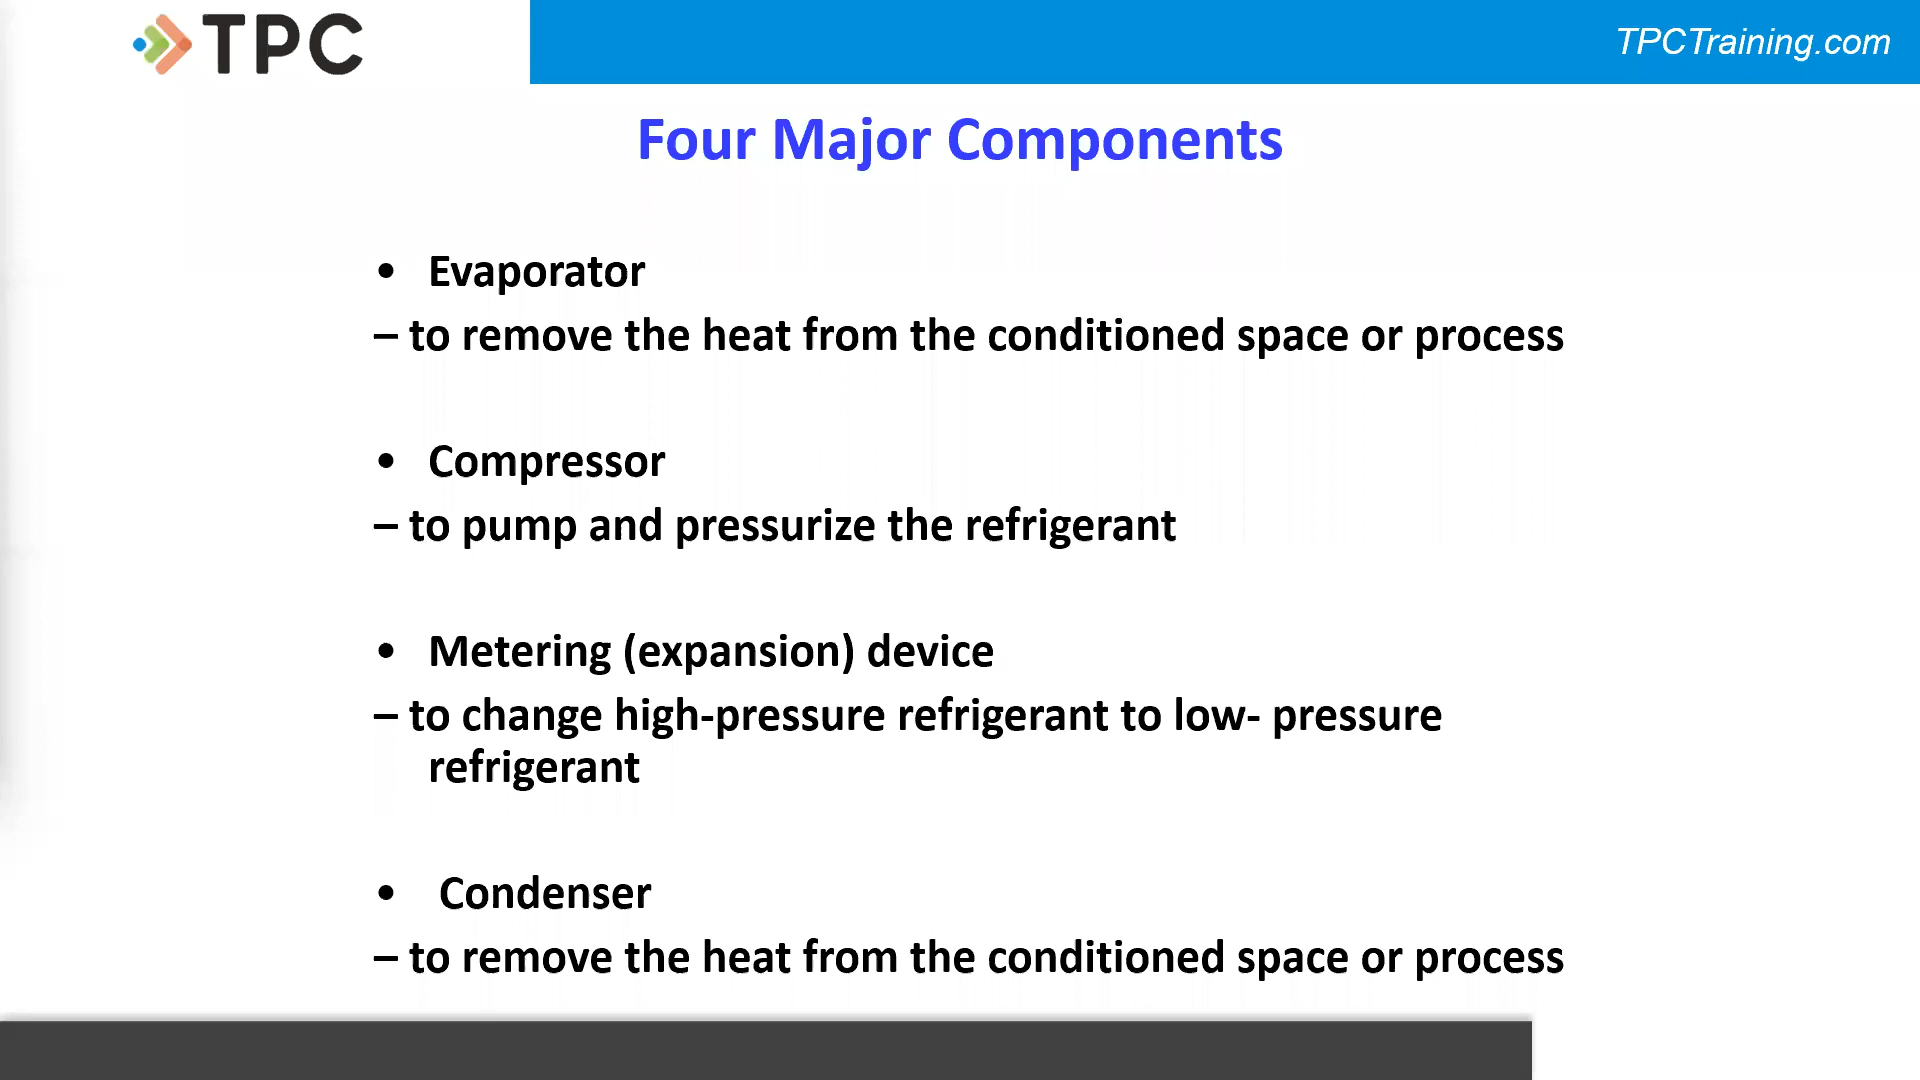 TPC
TPCTraining.com
Four Major Components
• Evaporator
– to remove the heat from the conditioned space or process
• Compressor
– to pump and pressurize the refrigerant
• Metering (expansion) device
– to change high-pressure refrigerant to low- pressure
refrigerant
• Condenser
– to remove the heat from the conditioned space or process